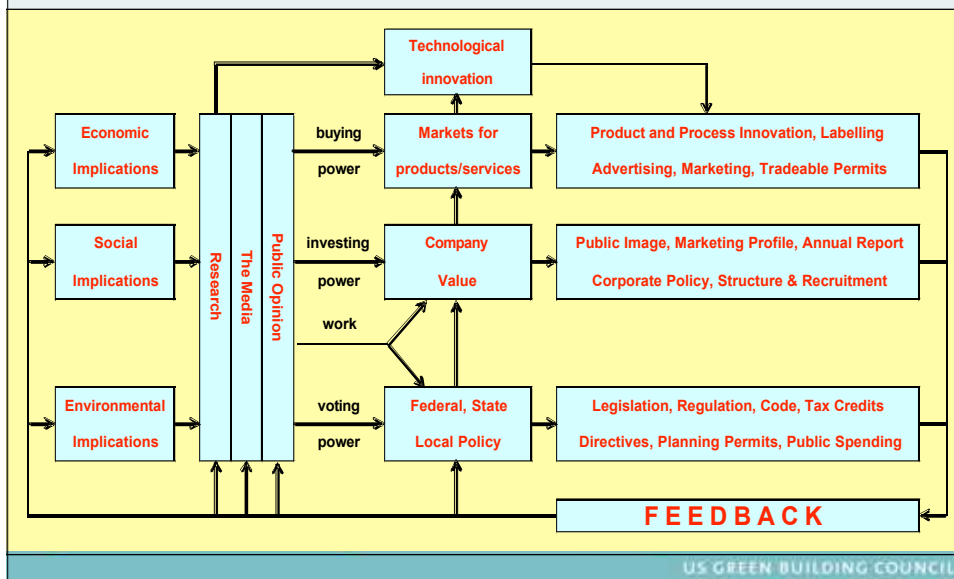 Technological
innovation
Economic
Implications
buying
power
Markets for
products/services
Product and Process Innovation, Labelling
Advertising, Marketing, Tradeable Permits
Social
Implications
Research
The Media
Public Opinion
investing
power
Company
Value
Public Image, Marketing Profile, Annual Report
Corporate Policy, Structure & Recruitment
work
Environmental
Implications
voting
power
Federal, State
Local Policy
Legislation, Regulation, Code, Tax Credits
Directives, Planning Permits, Public Spending
FEEDBACK
US GREEN BUILDING COUNCIL